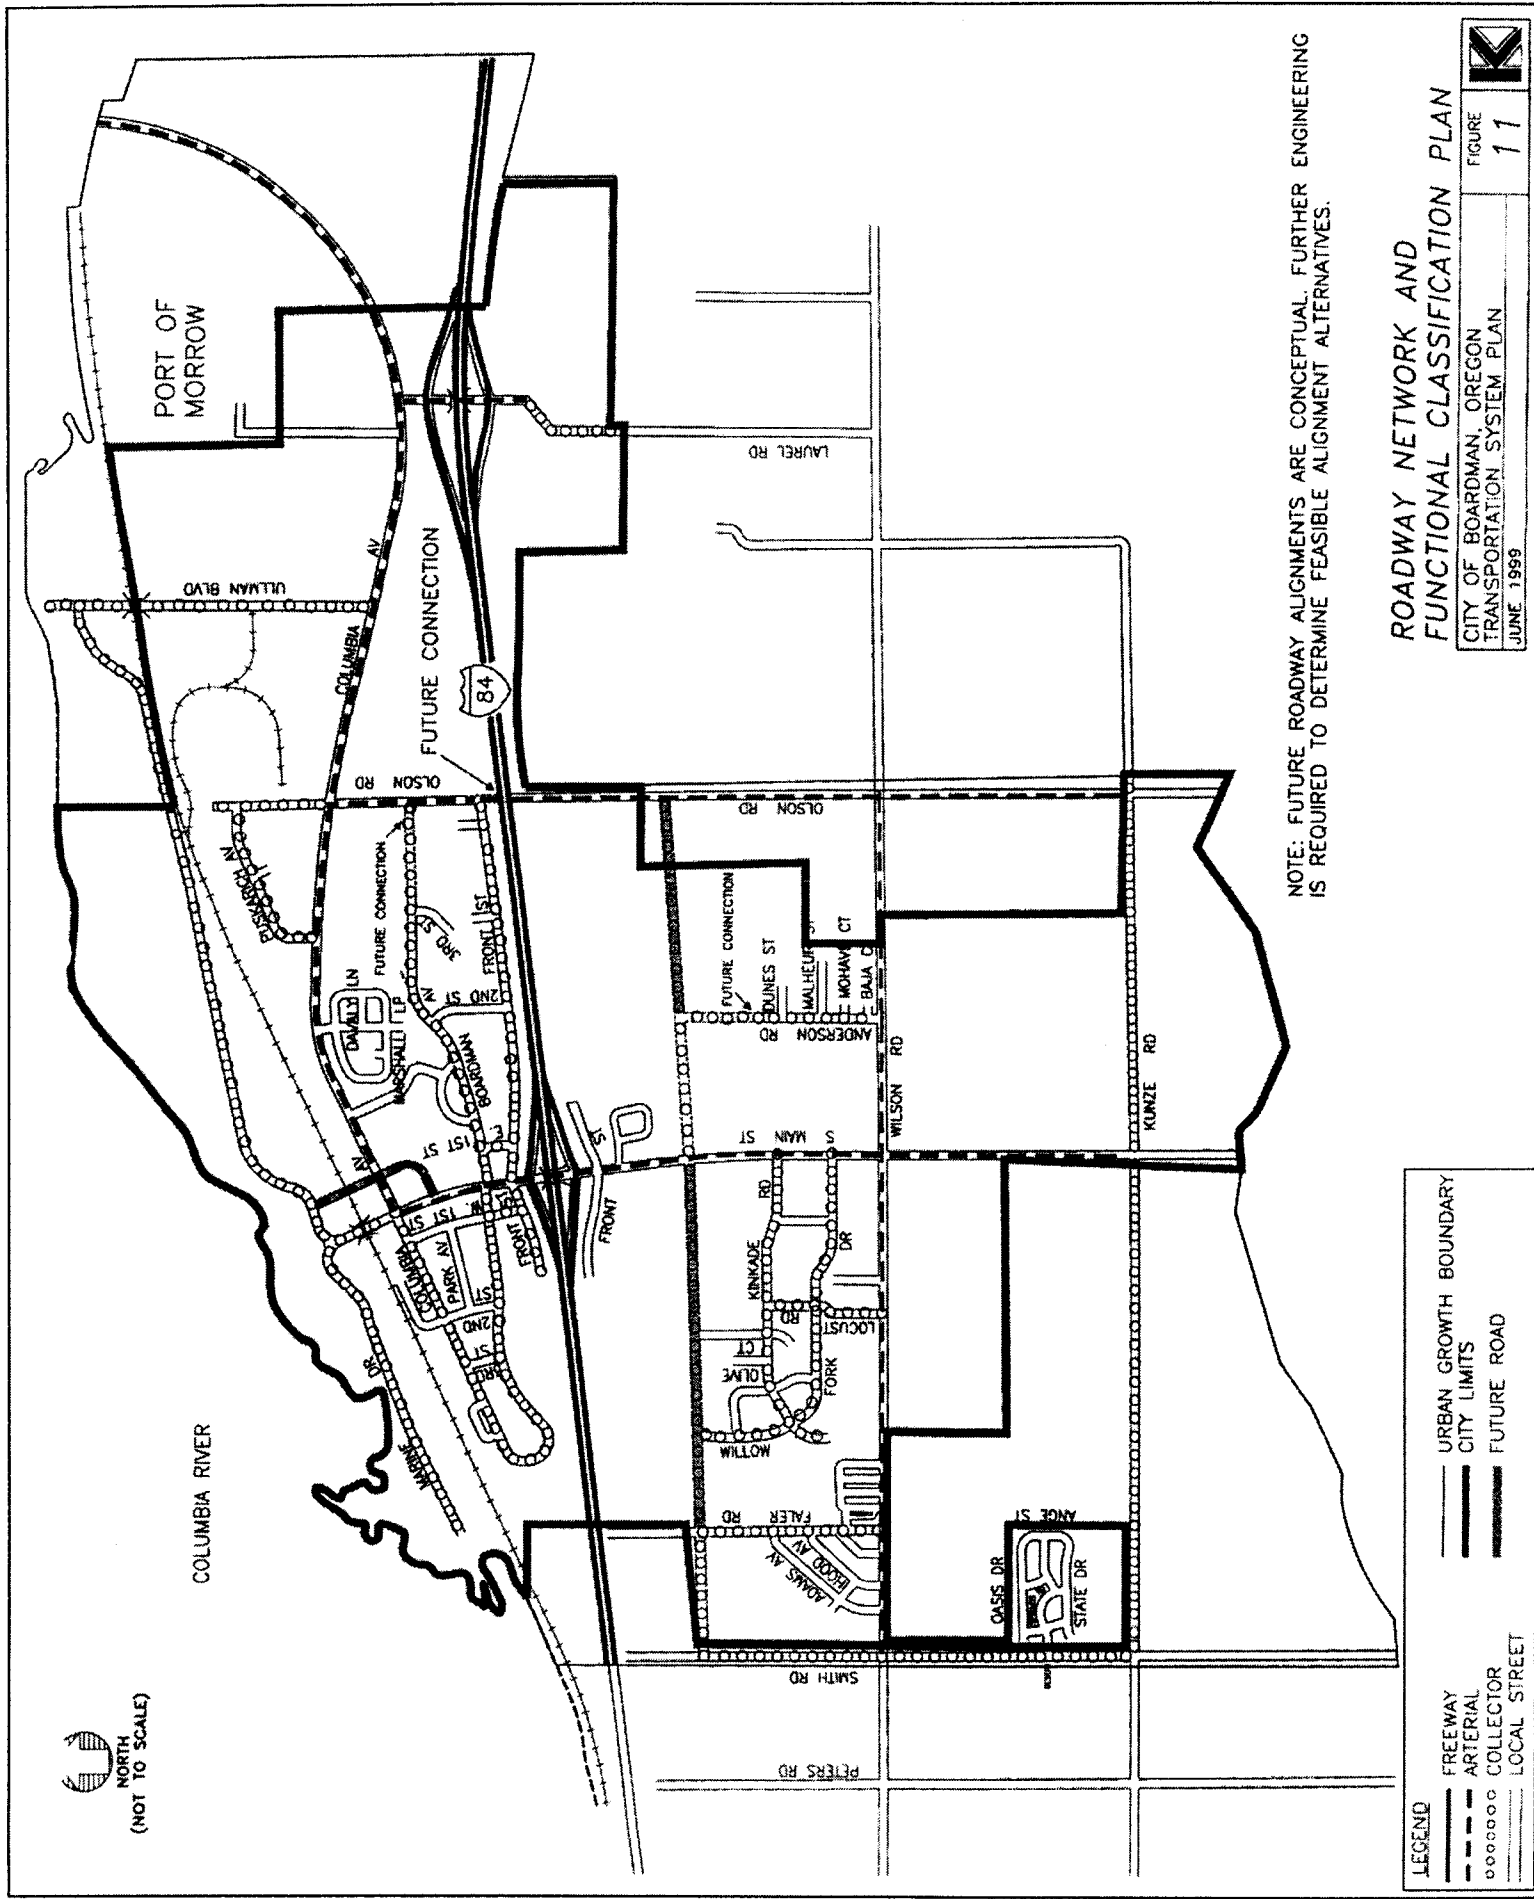 COLUMBIA RIVER
NORTH
(NOT TO SCALE)
PORT OF
MORROW
ULLMAN BLVD
COLUMBIA
AV
FUTURE CONNECTION
84
LAUREL RD
OLSON RD
OLSON RD
FUTURE CONNECTION
3RD ST
FRONT ST
2ND ST
BOARDMAN
AV
MARSHALL LP
E. 1ST ST
AV
W. 1ST ST
COLUMBIA
PARK AV
2ND ST
3RD ST
FRONT ST
MARINE
DR
FRONT
ST
S MAIN ST
FUTURE CONNECTION
DUNES ST
MALHEUR ST
MOHAVE CT
BAJA C
ANDERSON RD
WILSON RD
KINKADE
RD
DR
LOCUST
RD
OLIVE CT
FORK
WILLOW
FALER RD
ADAMS AV
HOOD AV
KUNZE RD
OASIS DR
ANGE ST
STATE DR
SMITH RD
PETERS RD
NOTE: FUTURE ROADWAY ALIGNMENTS ARE CONCEPTUAL. FURTHER ENGINEERING
IS REQUIRED TO DETERMINE FEASIBLE ALIGNMENT ALTERNATIVES.
LEGEND
FREEWAY
ARTERIAL
COLLECTOR
LOCAL STREET
URBAN GROWTH BOUNDARY
CITY LIMITS
FUTURE ROAD
ROADWAY NETWORK AND
FUNCTIONAL CLASSIFICATION PLAN
CITY OF BOARDMAN, OREGON
TRANSPORTATION SYSTEM PLAN
JUNE 1999
FIGURE
11
K